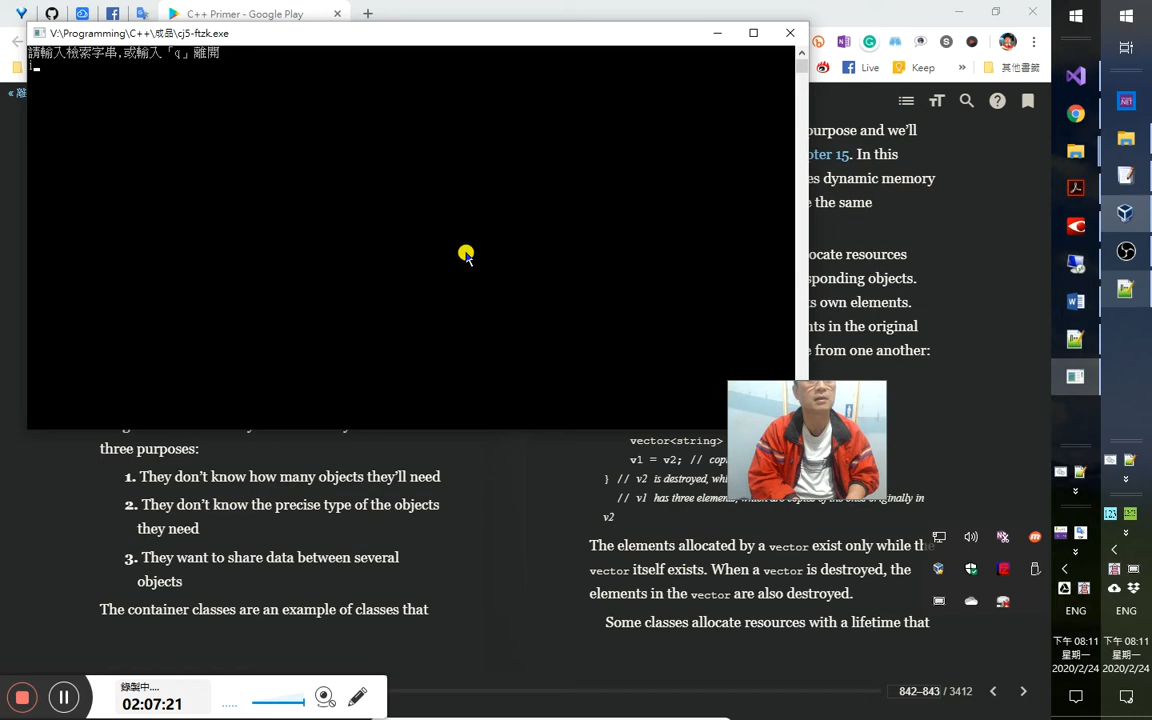 C++ Primer - Google Play
V:\Programming\C++\成品\cj5-ftzk.exe
請輸入檢索字串,或輸入「q」離開
i
Live
Keep
»
其他書籤
«
urpose and we'll
pter 15. In this
es dynamic memory
e the same
ocate resources
sponding objects.
s own elements.
nts in the original
e from one another:
three purposes:
1. They don't know how many objects they'll need
2. They don't know the precise type of the objects
they need
3. They want to share data between several
objects
The container classes are an example of classes that
vector<string>
v1 = v2; // cop
} // v2 is destroyed, whi
// v1 has three elements, which are copies of the ones originally in
v2
The elements allocated by a vector exist only while the
vector itself exists. When a vector is destroyed, the
elements in the vector are also destroyed.
Some classes allocate resources with a lifetime that
842–843 / 3412
錄製中....
02:07:21
.NET
ENG
ENG
下午 08:11
星期一
2020/2/24
下午 08:11
星期一
2020/2/24